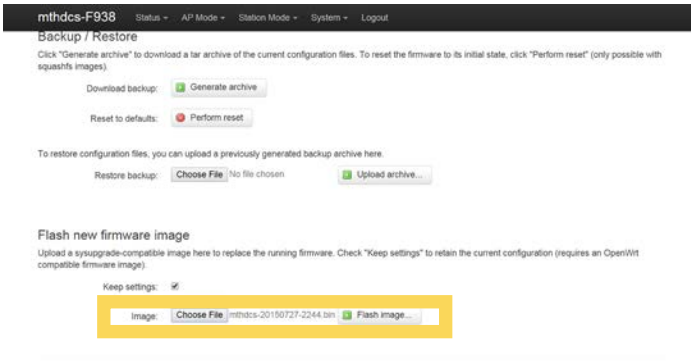 mthdcs-F938 Status AP Mode Station Mode System Logout
Backup / Restore
Click "Generate archive" to download a tar archive of the current configuration files. To reset the firmware to its initial state, click "Perform reset" (only possible with
squashfs images).
Download backup: Generate archive
Reset to defaults: Perform reset
To restore configuration files, you can upload a previously generated backup archive here.
Restore backup: Choose File No file chosen Upload archive...
Flash new firmware image
Upload a sysupgrade-compatible image here to replace the running firmware. Check "Keep settings" to retain the current configuration (requires an OpenWrt
compatible firmware image).
Keep settings:
Image: Choose File mthdcs-20150727-2244.bin Flash image...